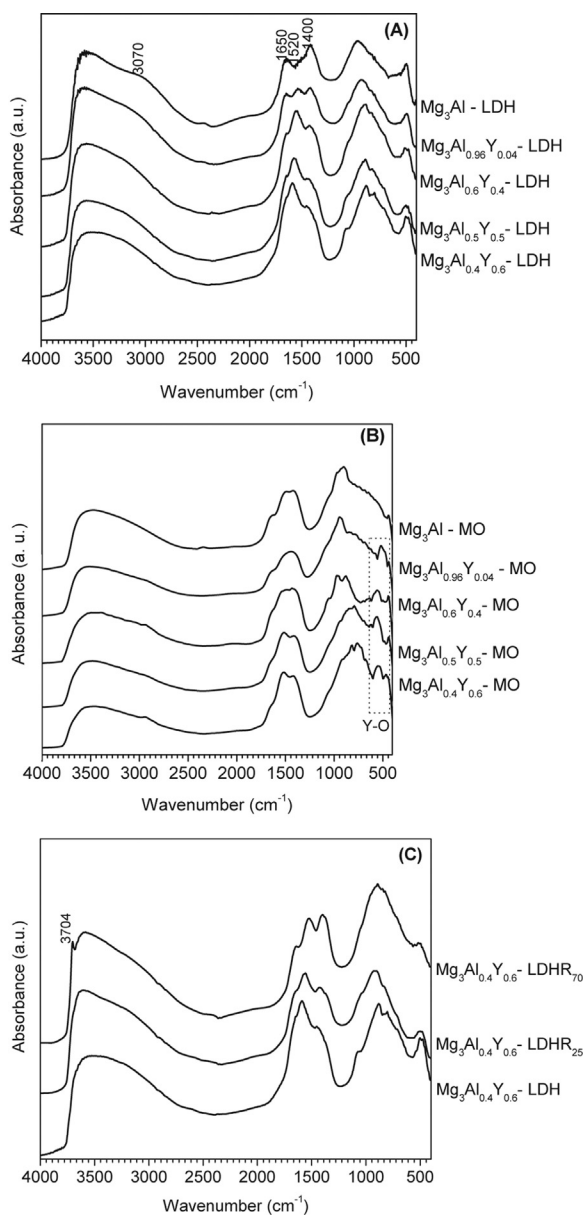 (A)
3070
1650
1520
1400
Mg₃Al - LDH
Mg₃Al₀.₉₆Y₀.₀₄- LDH
Mg₃Al₀.₆Y₀.₄- LDH
Mg₃Al₀.₅Y₀.₅- LDH
Mg₃Al₀.₄Y₀.₆- LDH
Absorbance (a.u.)
4000 3500 3000 2500 2000 1500 1000 500
Wavenumber (cm⁻¹)
(B)
Mg₃Al - MO
Mg₃Al₀.₉₆Y₀.₀₄ - MO
Mg₃Al₀.₆Y₀.₄- MO
Mg₃Al₀.₅Y₀.₅ - MO
Mg₃Al₀.₄Y₀.₆- MO
Y-O
Absorbance (a. u.)
4000 3500 3000 2500 2000 1500 1000 500
Wavenumber (cm⁻¹)
(C)
3704
Mg₃Al₀.₄Y₀.₆- LDHR₇₀
Mg₃Al₀.₄Y₀.₆- LDHR₂₅
Mg₃Al₀.₄Y₀.₆- LDH
Absorbance (a.u.)
4000 3500 3000 2500 2000 1500 1000 500
Wavenumber (cm⁻¹)